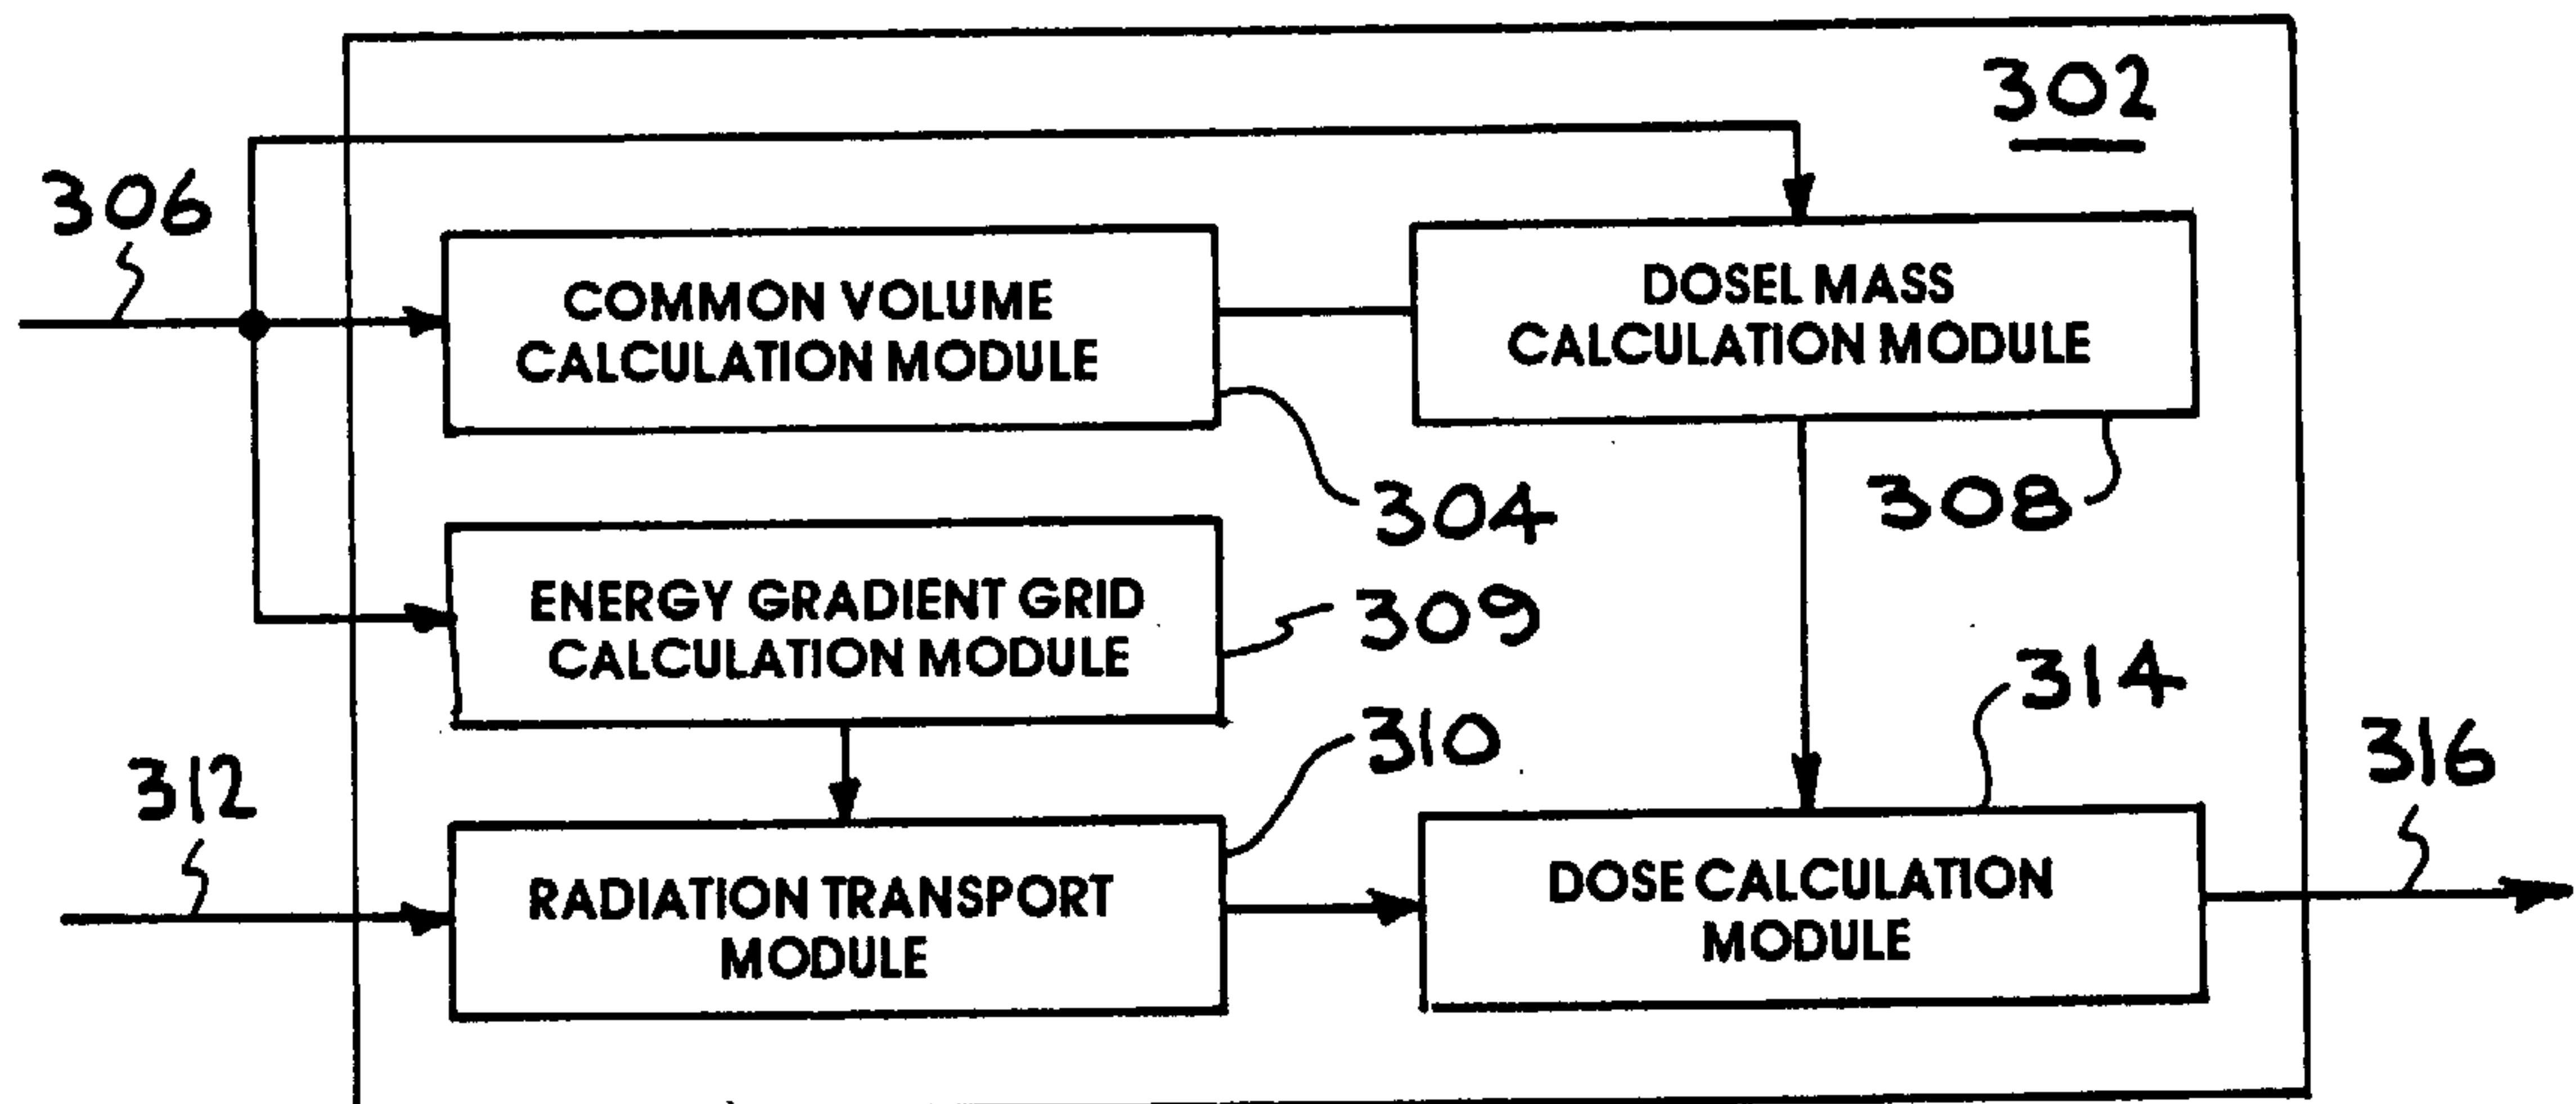 302
306
COMMON VOLUME
CALCULATION MODULE
DOSEL MASS
CALCULATION MODULE
304
308
ENERGY GRADIENT GRID
CALCULATION MODULE
309
314
310
316
312
RADIATION TRANSPORT
MODULE
DOSE CALCULATION
MODULE